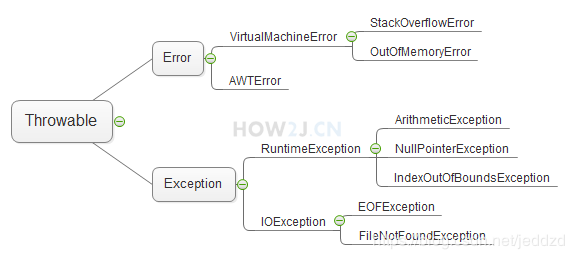 Throwable
Error
VirtualMachineError
StackOverflowError
OutOfMemoryError
AWTError
HOW2J.CN
Exception
RuntimeException
ArithmeticException
NullPointerException
IndexOutOfBoundsException
IOException
EOFException
FileNotFoundException